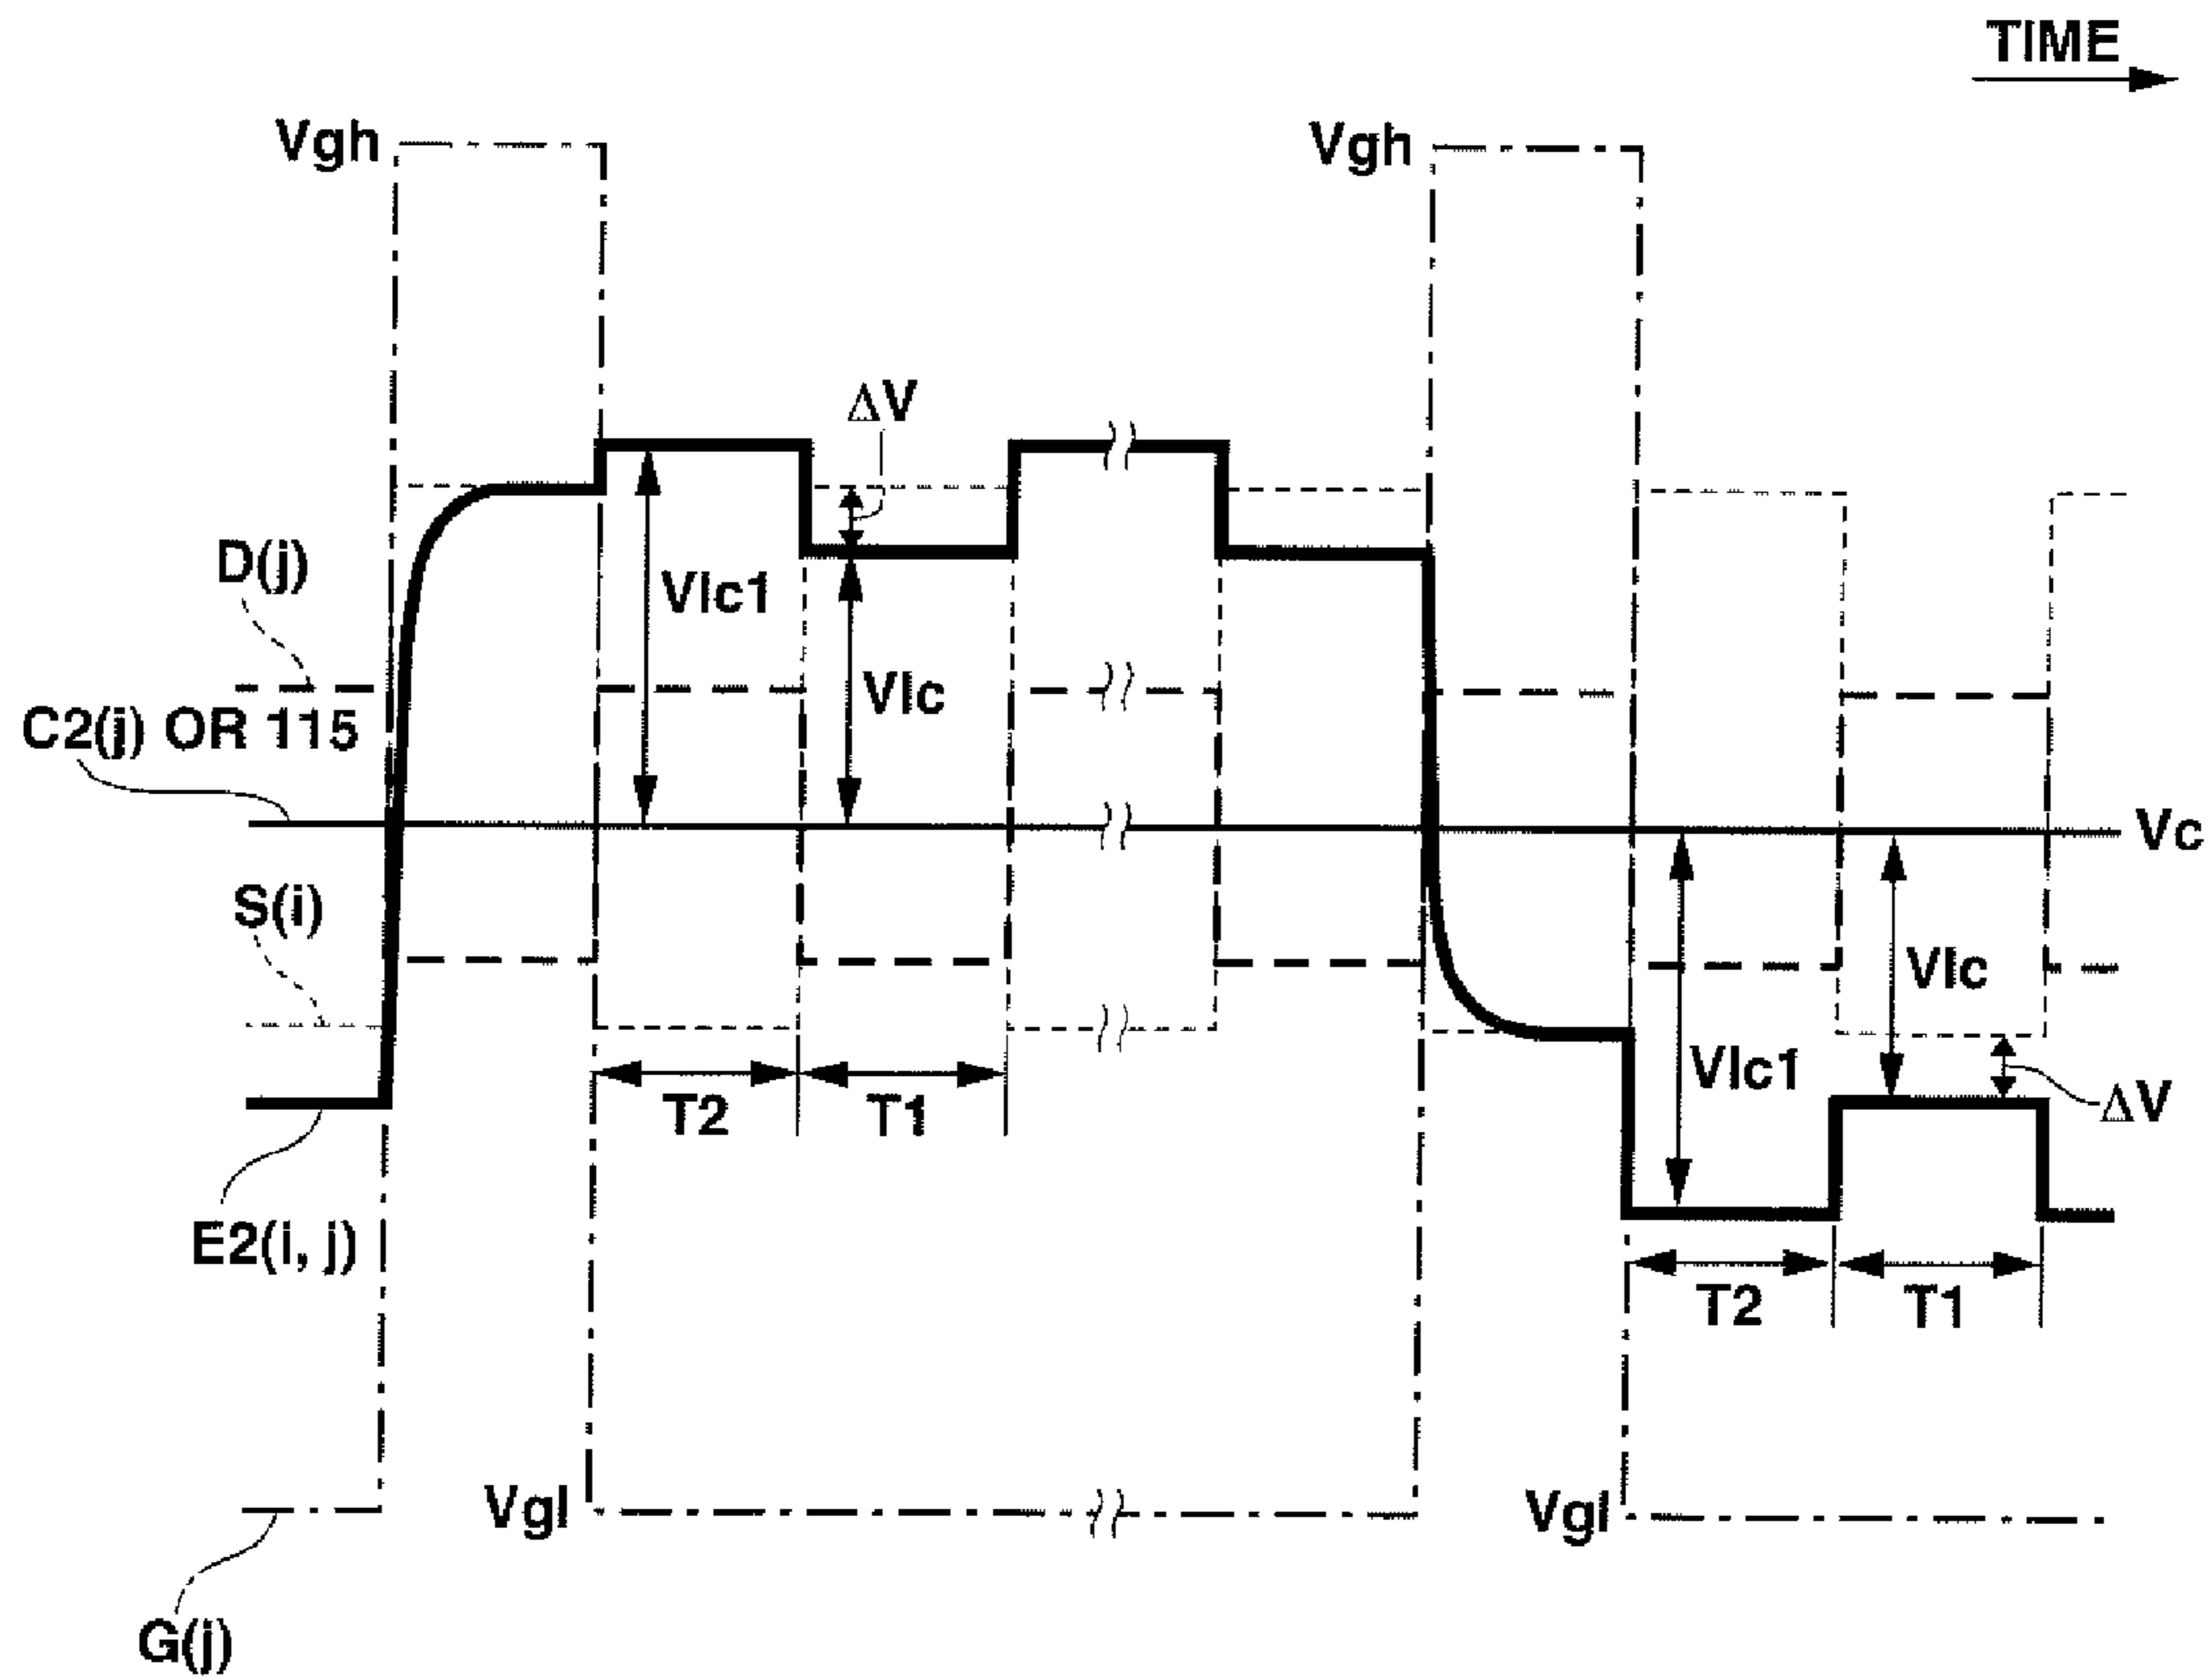 TIME
Vgh
Vgh
ΔV
D(j)
Vlc1
C2(j) OR 115
Vlc
Vc
S(i)
Vlc
Vlc1
T2
T1
ΔV
E2(i, j)
T2
T1
Vgl
Vgl
G(j)